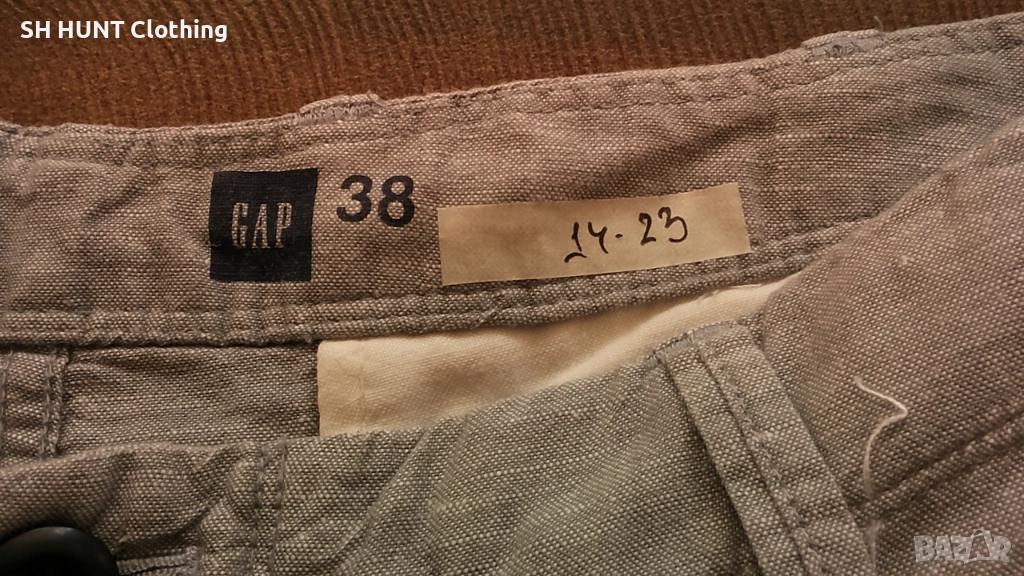 SH HUNT Clothing
GAP
38
14-23
BAZAR